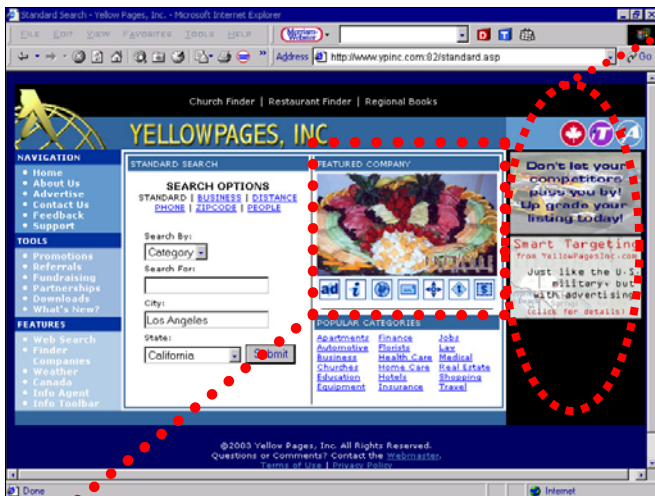 Standard Search - Yellow Pages, Inc. - Microsoft Internet Explorer
File Edit View Favorites Tools Help
Merriam-Webster
Address http://www.ypinc.com:82/standard.asp Go
Church Finder | Restaurant Finder | Regional Books
YELLOWPAGES, INC
NAVIGATION
Home
About Us
Advertise
Contact Us
Feedback
Support
TOOLS
Promotions
Referrals
Fundraising
Partnerships
Downloads
What's New?
FEATURES
Web Search
Finder
Companies
Weather
Canada
Info Agent
Info Toolbar
STANDARD SEARCH
SEARCH OPTIONS
STANDARD | BUSINESS | DISTANCE
PHONE | ZIPCODE | PEOPLE
Search By:
Category
Search For:
City:
Los Angeles
State:
California Submit
FEATURED COMPANY
ad i $
POPULAR CATEGORIES
Apartments Finance Jobs
Automotive Florists Law
Business Health Care Medical
Churches Home Care Real Estate
Education Hotels Shopping
Equipment Insurance Travel
T A
Don't let your
competitors
pass you by!
Up grade your
listing today!
Smart Targeting
from YellowPagesInc.com
Just like the U.S.
military, but
with advertising
(click for details)
©2003 Yellow Pages, Inc. All Rights Reserved.
Questions or Comments? Contact the Webmaster.
Terms of Use | Privacy Policy
Done Internet